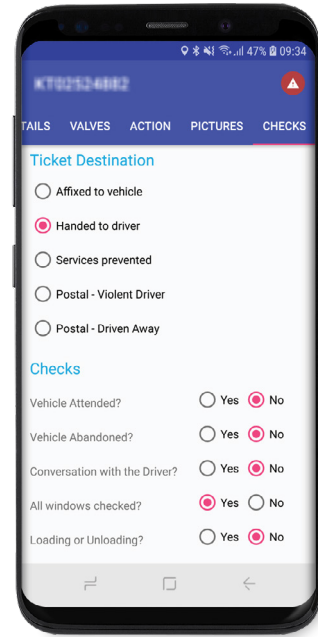 47% 09:34
TAILS VALVES ACTION PICTURES CHECKS
Ticket Destination
Affixed to vehicle
Handed to driver
Services prevented
Postal - Violent Driver
Postal - Driven Away
Checks
Vehicle Attended? Yes No
Vehicle Abandoned? Yes No
Conversation with the Driver? Yes No
All windows checked? Yes No
Loading or Unloading? Yes No